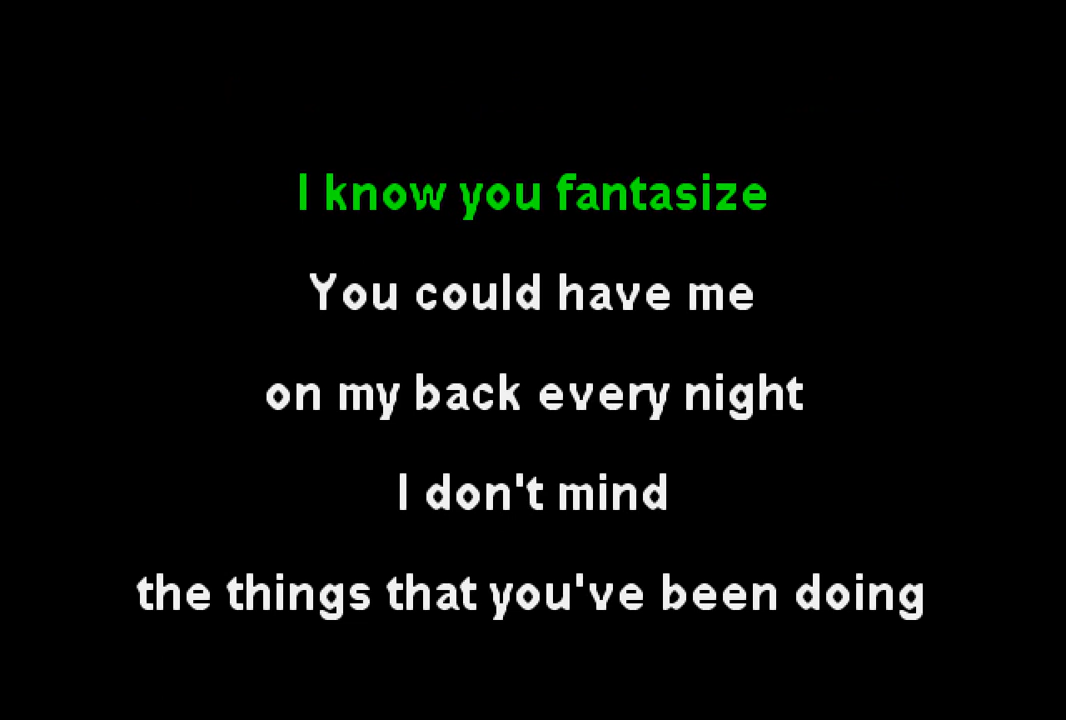 I know you fantasize
You could have me
on my back every night
I don't mind
the things that you've been doing